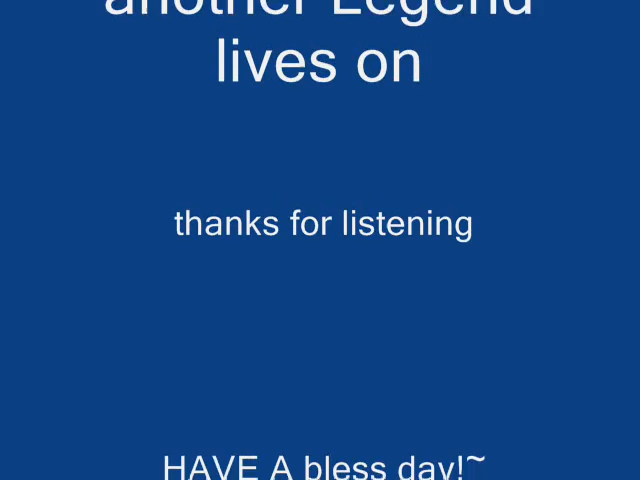 another Legend
lives on
thanks for listening
HAVE A bless day!~